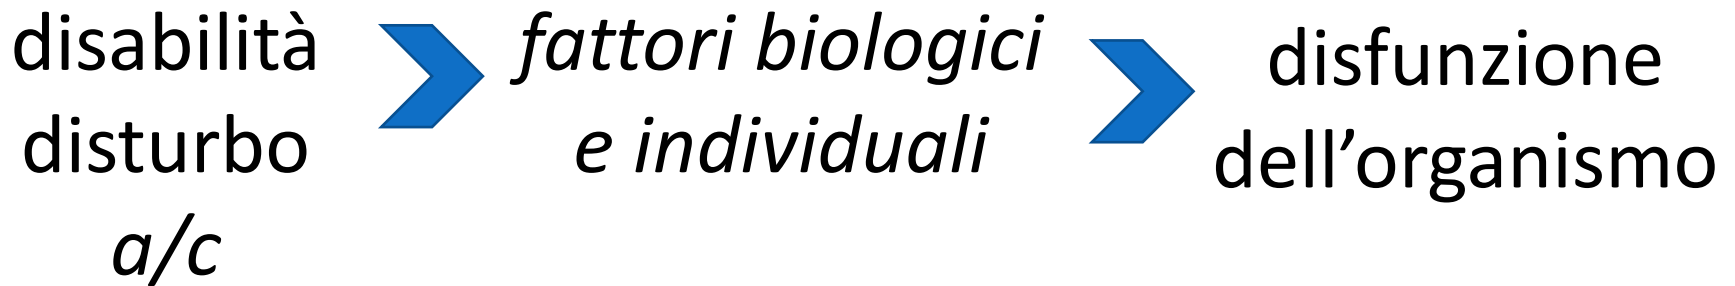 disabilità
disturbo
a/c
fattori biologici
e individuali
disfunzione
dell’organismo